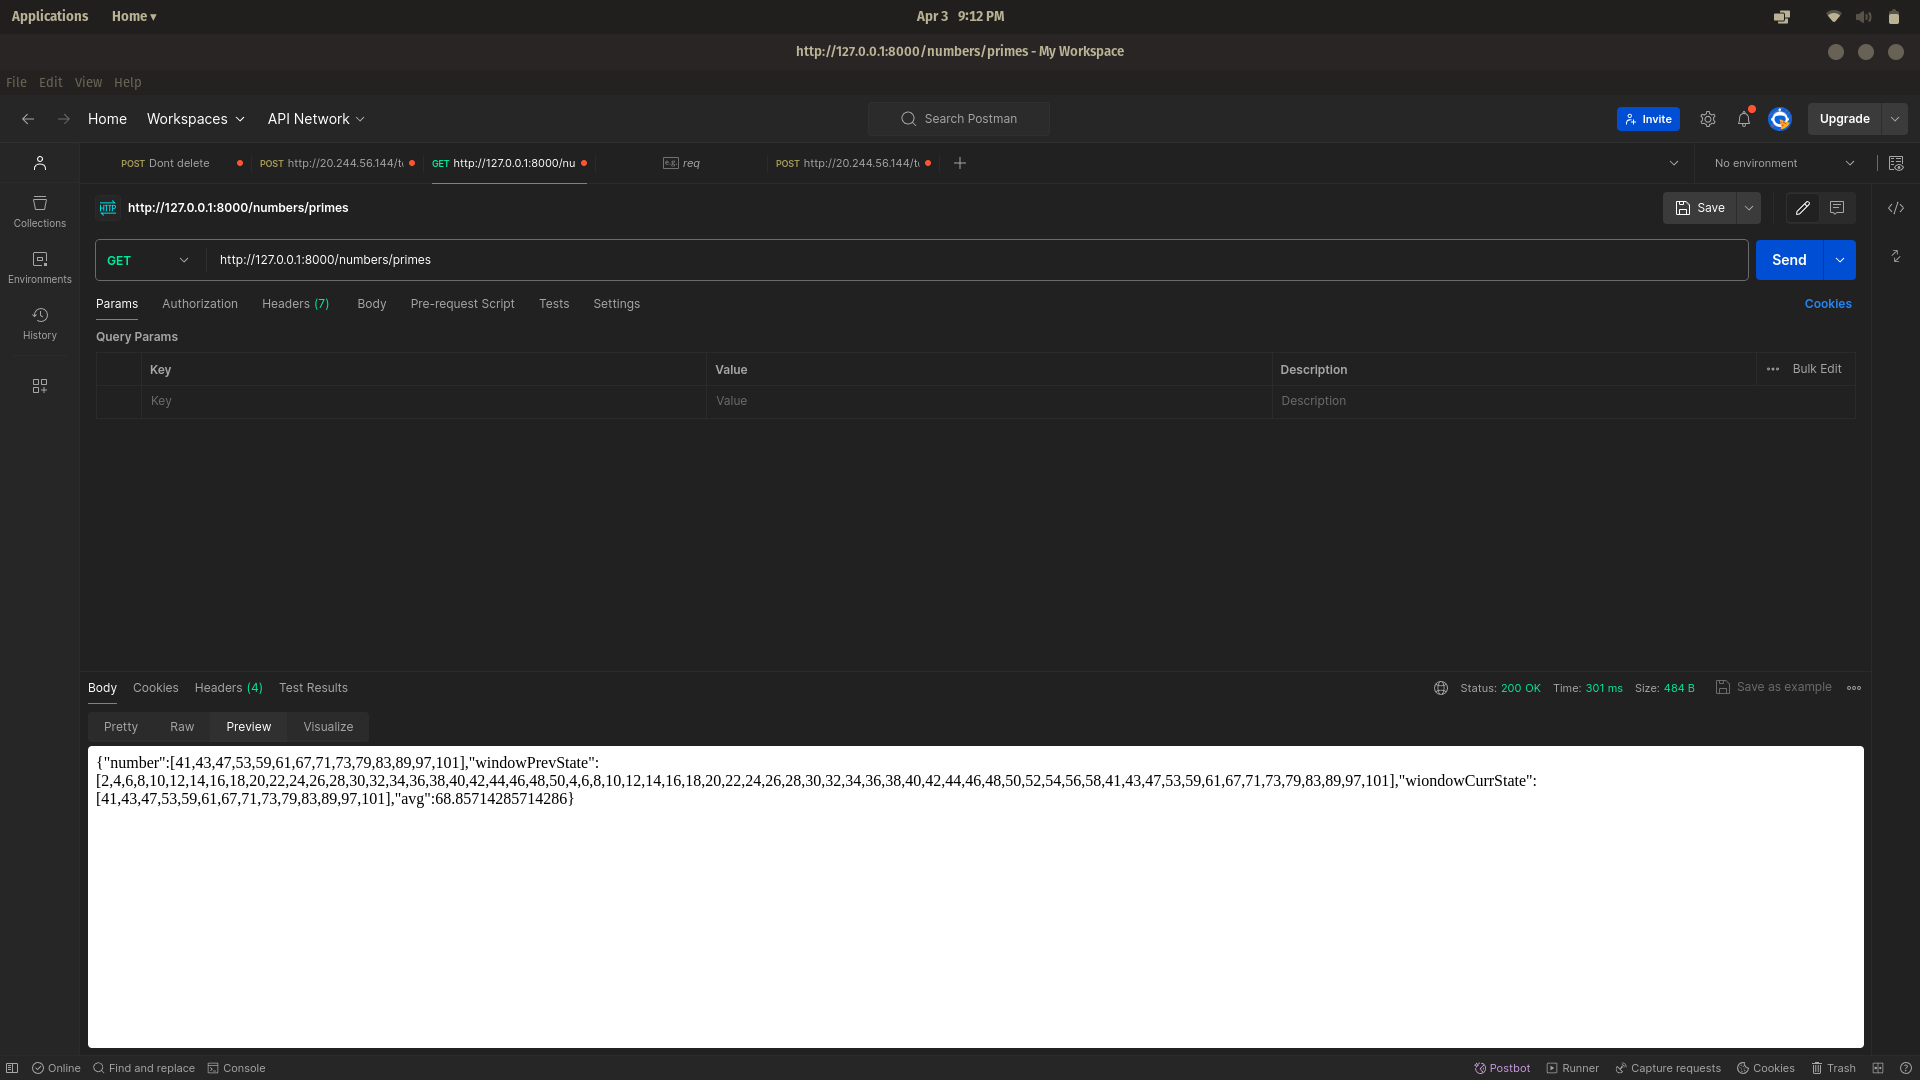 Applications Home ▾ Apr 3 9:12 PM
http://127.0.0.1:8000/numbers/primes - My Workspace
File Edit View Help
Home Workspaces API Network Search Postman Invite Upgrade
POST Dont delete POST http://20.244.56.144/t GET http://127.0.0.1:8000/nu e.g. req POST http://20.244.56.144/t No environment
HTTP http://127.0.0.1:8000/numbers/primes Save
Collections
GET http://127.0.0.1:8000/numbers/primes Send
Environments
Params Authorization Headers (7) Body Pre-request Script Tests Settings Cookies
History
Query Params
Key Value Description Bulk Edit
Key Value Description
Body Cookies Headers (4) Test Results Status: 200 OK Time: 301 ms Size: 484 B Save as example
Pretty Raw Preview Visualize
{"number":[41,43,47,53,59,61,67,71,73,79,83,89,97,101],"windowPrevState":
[2,4,6,8,10,12,14,16,18,20,22,24,26,28,30,32,34,36,38,40,42,44,46,48,50,4,6,8,10,12,14,16,18,20,22,24,26,28,30,32,34,36,38,40,42,44,46,48,50,52,54,56,58,41,43,47,53,59,61,67,71,73,79,83,89,97,101],"wiondowCurrState":
[41,43,47,53,59,61,67,71,73,79,83,89,97,101],"avg":68.85714285714286}
Online Find and replace Console Postbot Runner Capture requests Cookies Trash